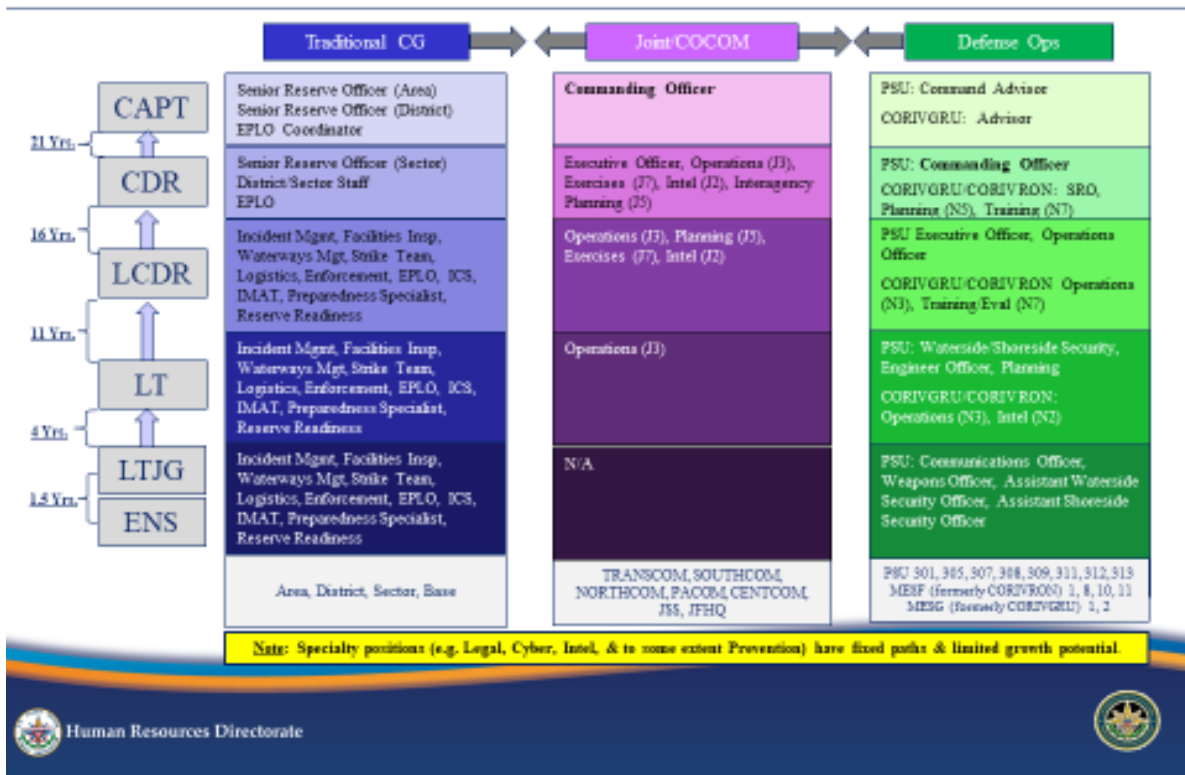 Traditional CG
Joint/COCOM
Defense Ops
CAPT
21 Yrs.
CDR
16 Yrs.
LCDR
11 Yrs.
LT
4 Yrs.
LTJG
1.5 Yrs.
ENS
Senior Reserve Officer (Area)
Senior Reserve Officer (District)
EPLO Coordinator
Commanding Officer
PSU: Command Advisor
CORIVGRU: Advisor
Senior Reserve Officer (Sector)
District/Sector Staff
EPLO
Executive Officer, Operations (J3),
Exercises (J7), Intel (J2), Interagency
Planning (J5)
PSU: Commanding Officer
CORIVGRU/CORIVRON: SRO,
Planning (N5), Training (N7)
Incident Mgmt, Facilities Insp,
Waterways Mgt, Strike Team,
Logistics, Enforcement, EPLO, ICS,
IMAT, Preparedness Specialist,
Reserve Readiness
Operations (J3), Planning (J5),
Exercises (J7), Intel (J2)
PSU Executive Officer, Operations
Officer
CORIVGRU/CORIVRON Operations
(N3), Training/Eval (N7)
Incident Mgmt, Facilities Insp,
Waterways Mgt, Strike Team,
Logistics, Enforcement, EPLO, ICS,
IMAT, Preparedness Specialist,
Reserve Readiness
Operations (J3)
PSU: Waterside/Shoreside Security,
Engineer Officer, Planning
CORIVGRU/CORIVRON:
Operations (N3), Intel (N2)
Incident Mgmt, Facilities Insp,
Waterways Mgt, Strike Team,
Logistics, Enforcement, EPLO, ICS,
IMAT, Preparedness Specialist,
Reserve Readiness
N/A
PSU: Communications Officer,
Weapons Officer, Assistant Waterside
Security Officer, Assistant Shoreside
Security Officer
Area, District, Sector, Base
TRANSCOM, SOUTHCOM,
NORTHCOM, PACOM, CENTCOM,
JSS, JFHQ
PSU 301, 305, 307, 308, 309, 311, 312, 313
MESF (formerly CORIVRON) 1, 8, 10, 11
MESG (formerly CORIVGRU) 1, 2
Note: Specialty positions (e.g. Legal, Cyber, Intel, & to some extent Prevention) have fixed paths & limited growth potential.
Human Resources Directorate